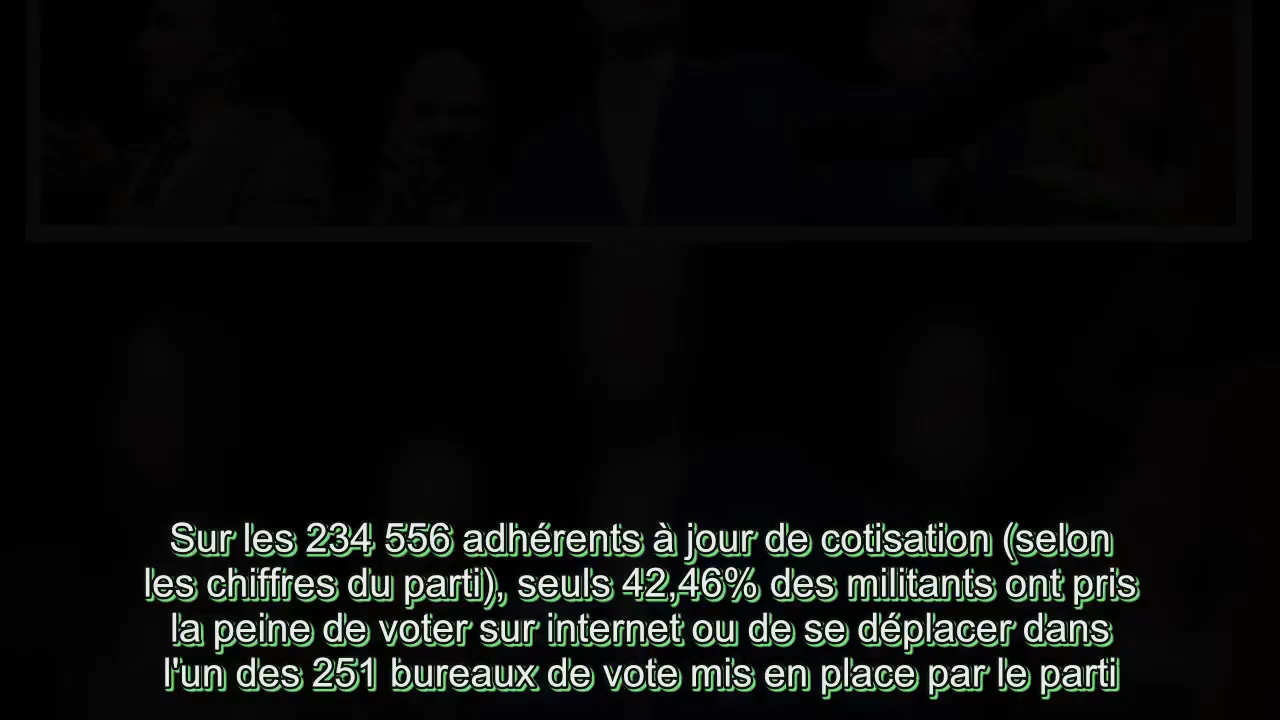 Sur les 234 556 adhérents à jour de cotisation (selon
les chiffres du parti), seuls 42,46% des militants ont pris
la peine de voter sur internet ou de se déplacer dans
l'un des 251 bureaux de vote mis en place par le parti